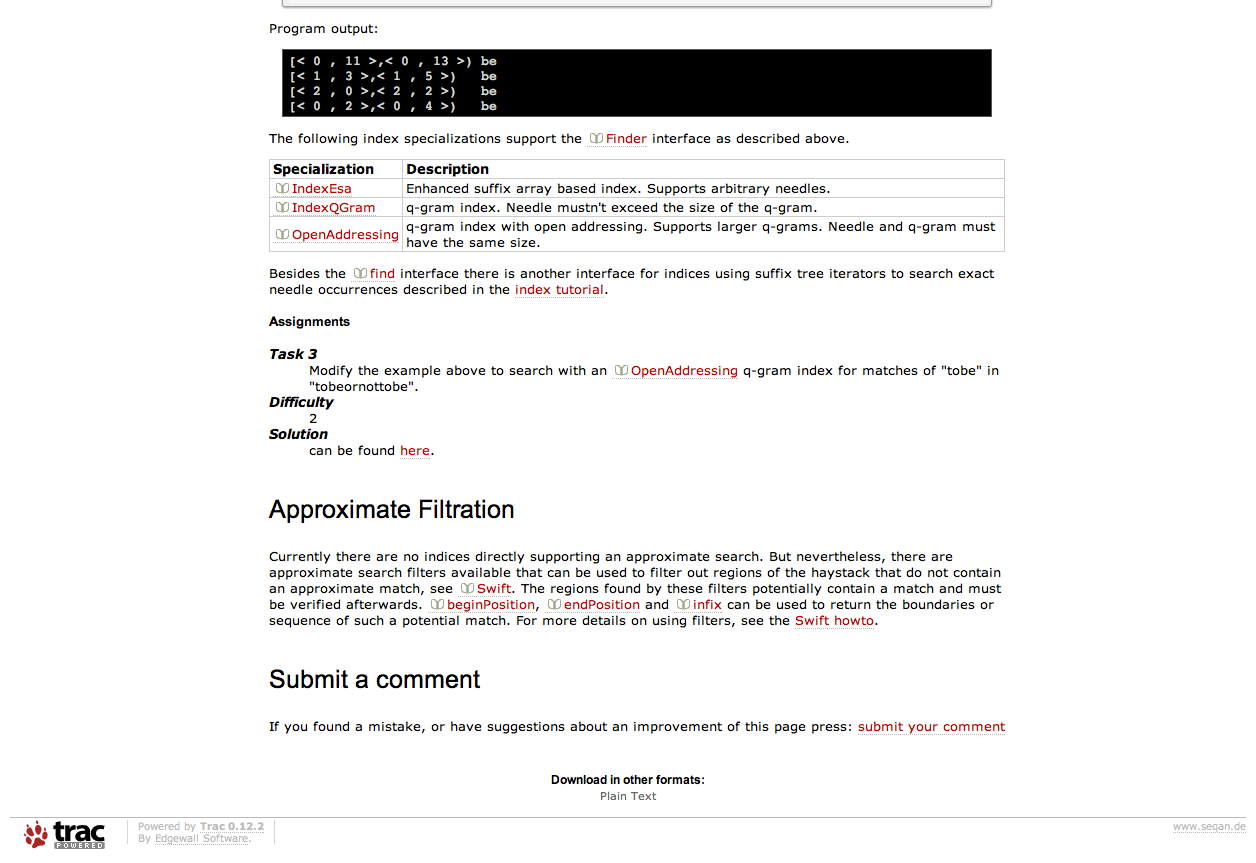 Program output:
[< 0 , 11 >,< 0 , 13 >) be
[< 1 , 3 >,< 1 , 5 >)   be
[< 2 , 0 >,< 2 , 2 >)   be
[< 0 , 2 >,< 0 , 4 >)   be
The following index specializations support the Finder interface as described above.
Specialization Description
IndexEsa Enhanced suffix array based index. Supports arbitrary needles.
IndexQGram q-gram index. Needle mustn't exceed the size of the q-gram.
OpenAddressing q-gram index with open addressing. Supports larger q-grams. Needle and q-gram must
have the same size.
Besides the find interface there is another interface for indices using suffix tree iterators to search exact
needle occurrences described in the index tutorial.
Assignments
Task 3
Modify the example above to search with an OpenAddressing q-gram index for matches of "tobe" in
"tobeornottobe".
Difficulty
2
Solution
can be found here.
Approximate Filtration
Currently there are no indices directly supporting an approximate search. But nevertheless, there are
approximate search filters available that can be used to filter out regions of the haystack that do not contain
an approximate match, see Swift. The regions found by these filters potentially contain a match and must
be verified afterwards. beginPosition, endPosition and infix can be used to return the boundaries or
sequence of such a potential match. For more details on using filters, see the Swift howto.
Submit a comment
If you found a mistake, or have suggestions about an improvement of this page press: submit your comment
Download in other formats:
Plain Text
trac
POWERED
Powered by Trac 0.12.2
By Edgewall Software.
www.seqan.de